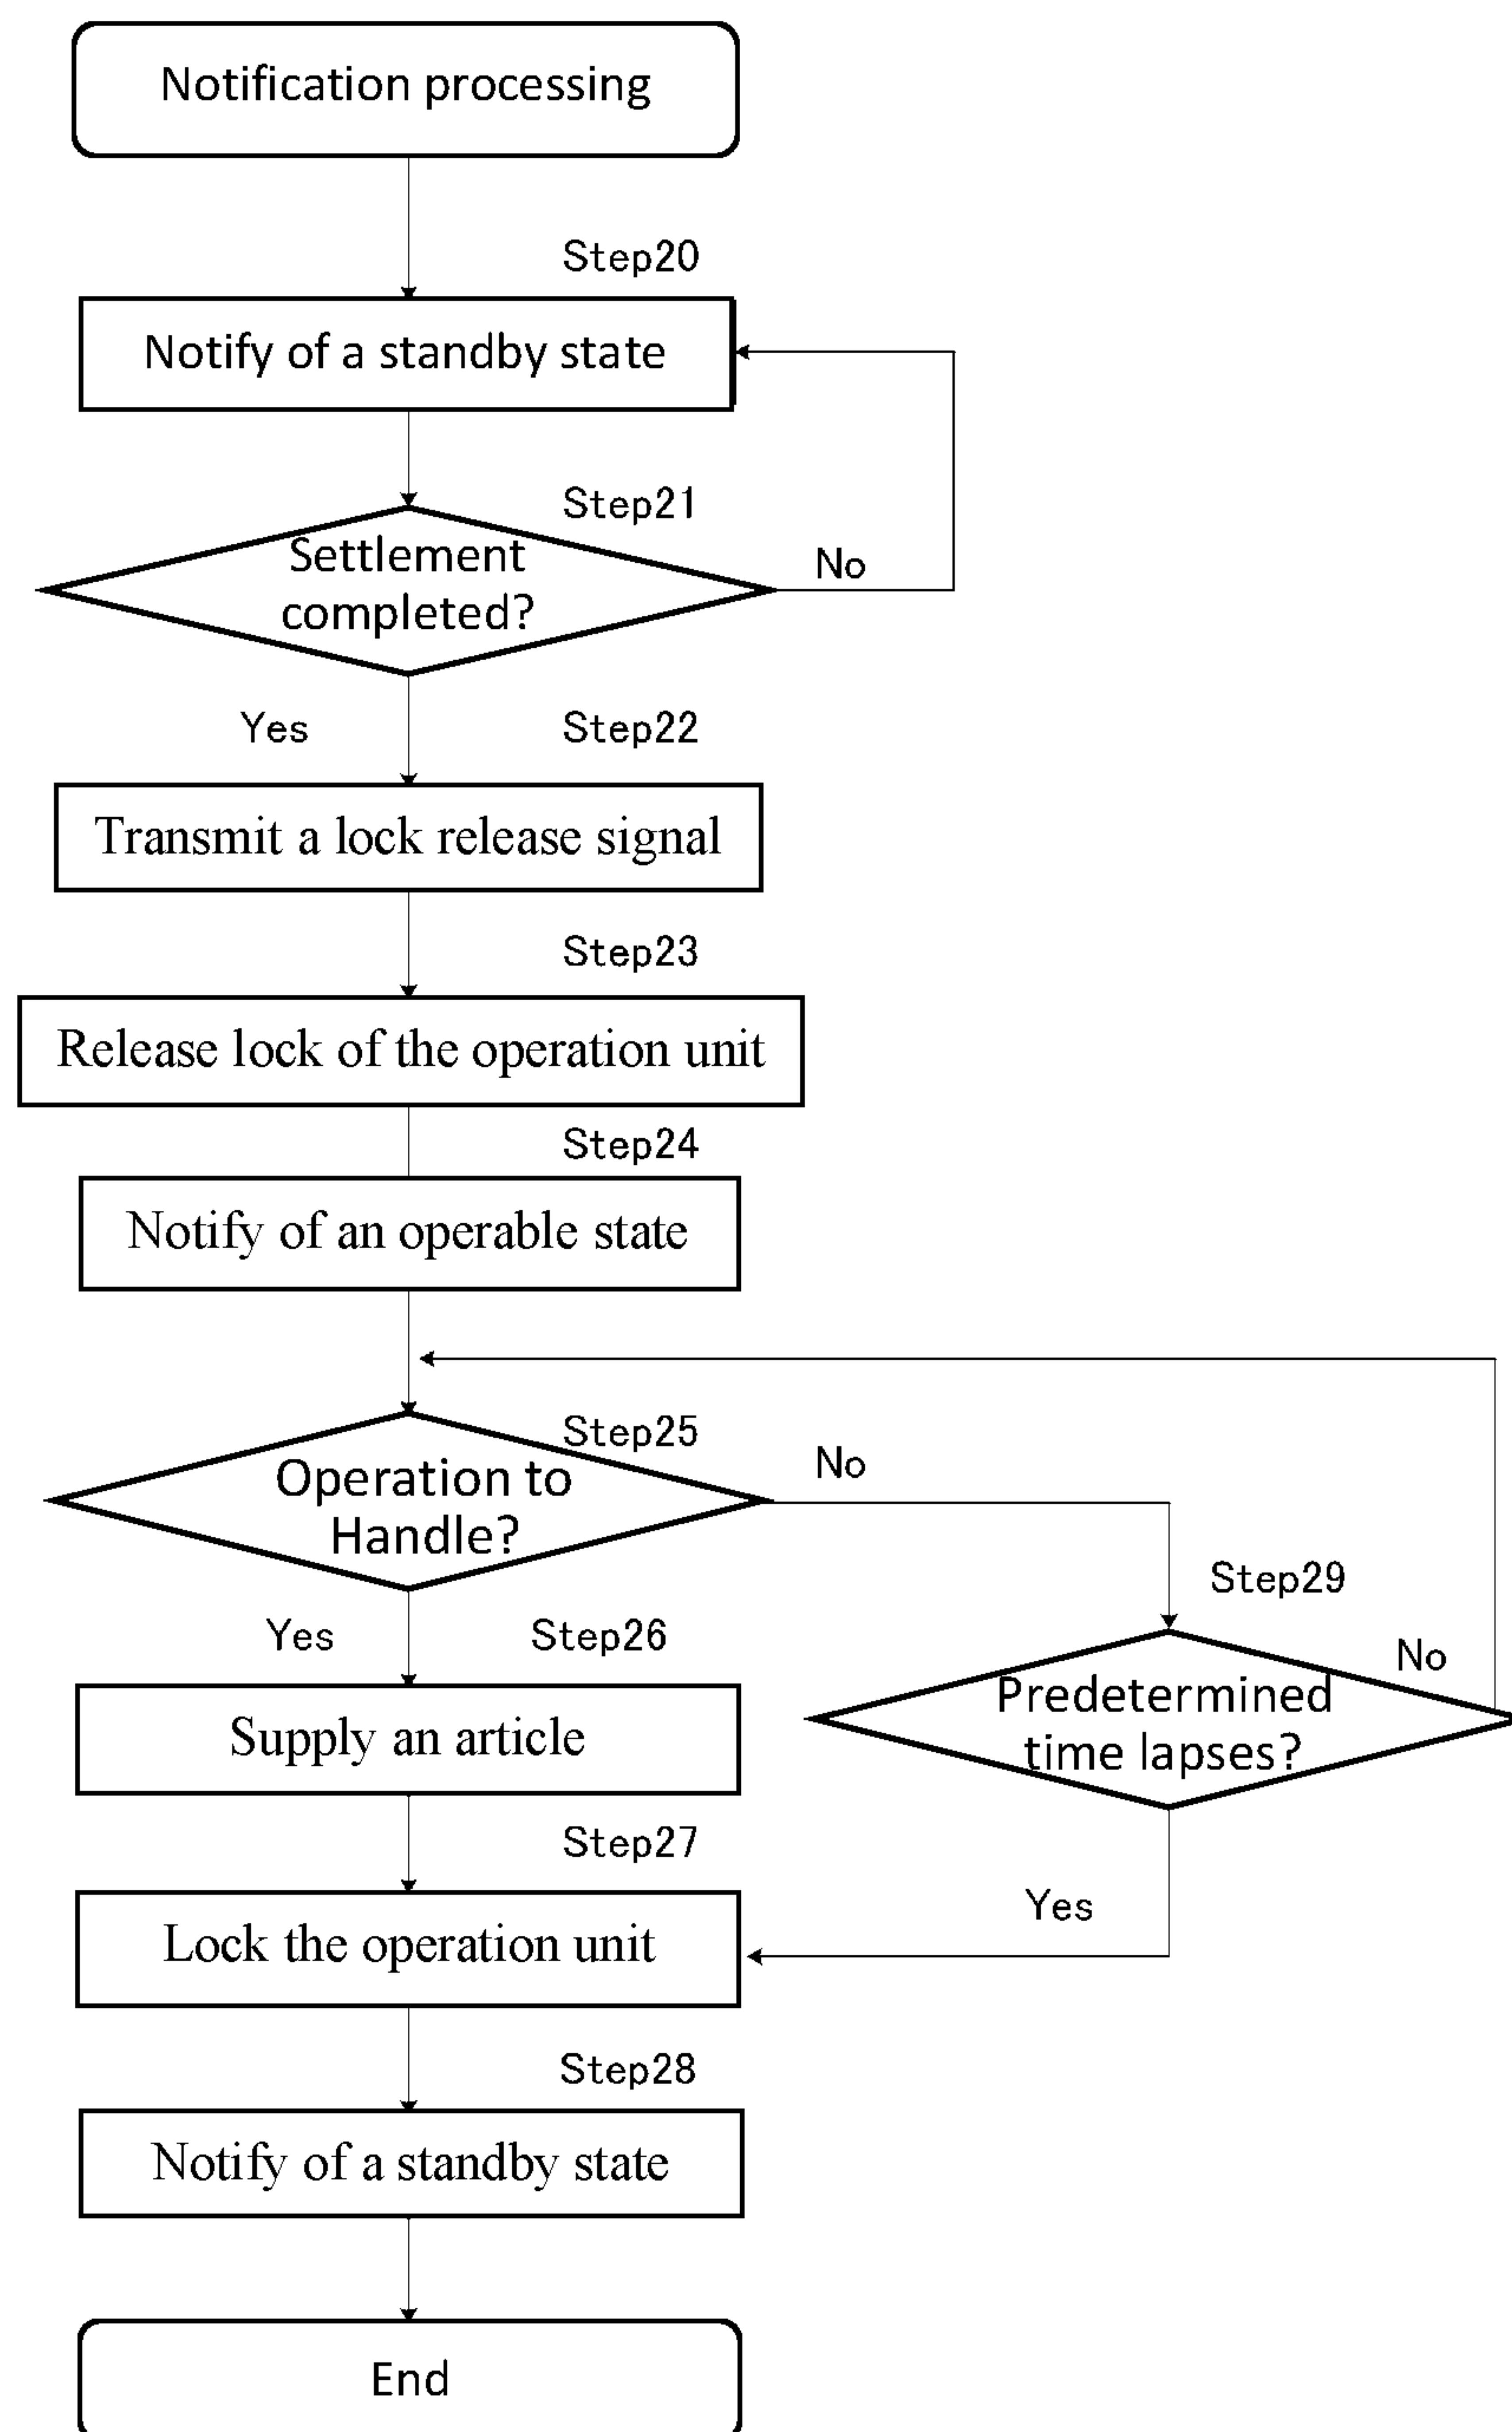 Notification processing
Step20
Notify of a standby state
Step21
Settlement
completed?
No
Yes
Step22
Transmit a lock release signal
Step23
Release lock of the operation unit
Step24
Notify of an operable state
Step25
Operation to
Handle?
No
Step29
Predetermined
time lapses?
No
Yes
Step26
Supply an article
Step27
Yes
Lock the operation unit
Step28
Notify of a standby state
End